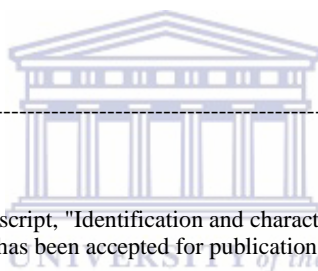 script, "Identification and charact
has been accepted for publication
UNIVERSITY of the